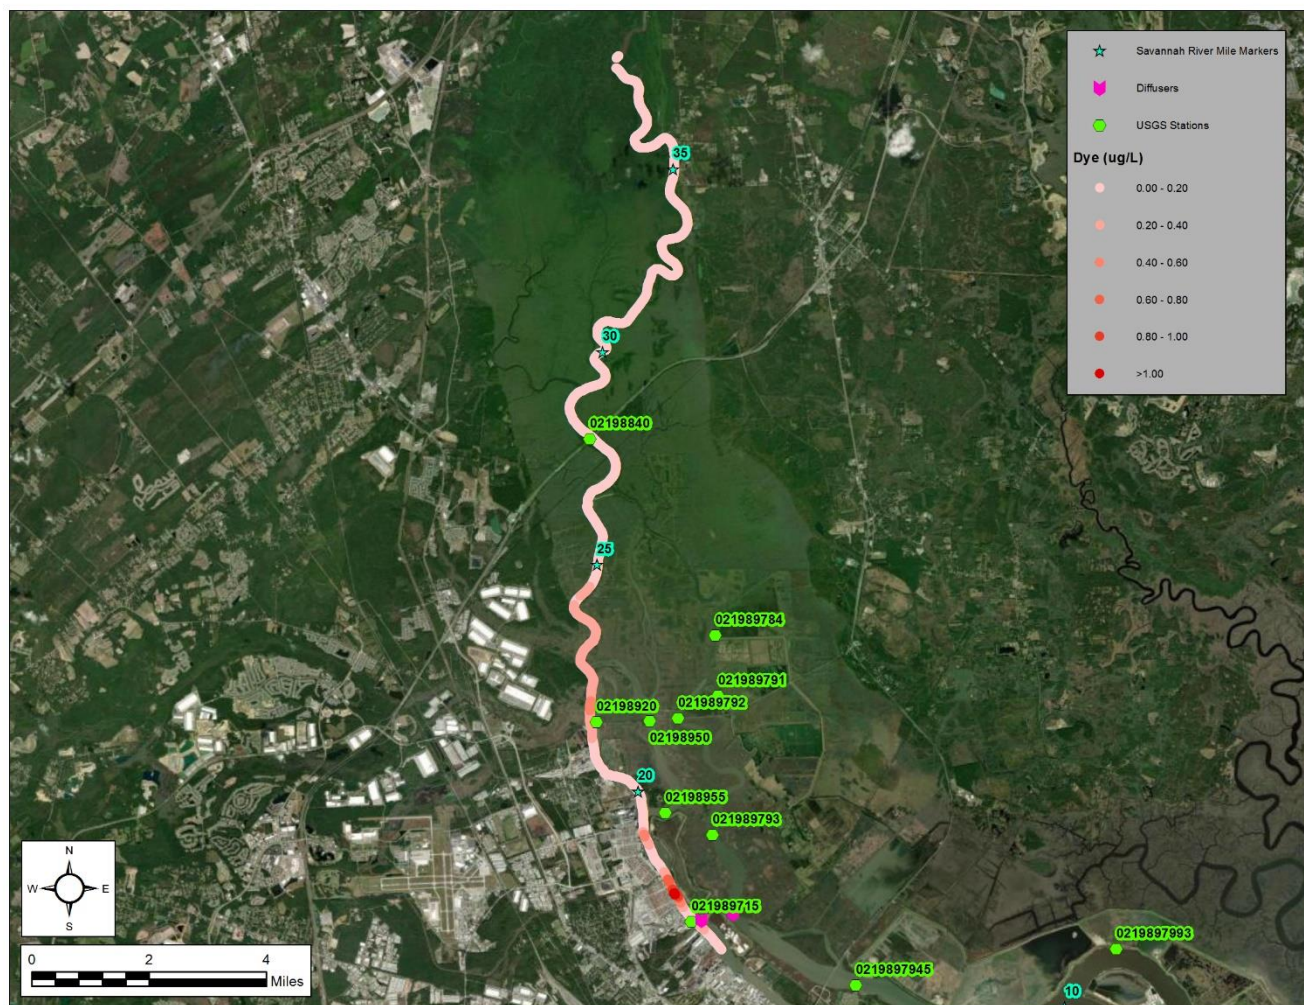 Savannah River Mile Markers
Diffusers
USGS Stations
Dye (ug/L)
0.00 - 0.20
0.20 - 0.40
0.40 - 0.60
0.60 - 0.80
0.80 - 1.00
>1.00
35
30
02198840
25
021989784
021989791
02198920
021989792
02198950
20
02198955
021989793
021989715
0219897993
0219897945
10
N
W E
S
0 2 4
Miles